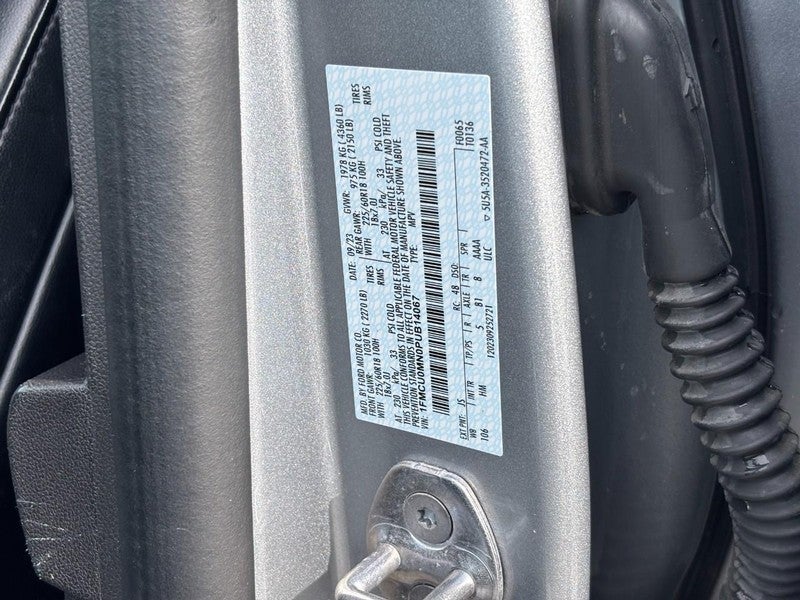 MFD. BY FORD MOTOR CO.
DATE: 09/23 GVWR: 1978 KG ( 4360 LB)
FRONT GAWR: 1030 KG ( 2270 LB) REAR GAWR: 975 KG ( 2150 LB)
WITH 225/60R18 100H TIRES WITH 225/60R18 100H TIRES
18x7.0J RIMS 18x7.0J RIMS
AT 230 kPa/ 33 PSI COLD AT 230 kPa/ 33 PSI COLD
THIS VEHICLE CONFORMS TO ALL APPLICABLE FEDERAL MOTOR VEHICLE SAFETY AND THEFT
PREVENTION STANDARDS IN EFFECT ON THE DATE OF MANUFACTURE SHOWN ABOVE.
VIN: 1FMCU0MN0PUB14067 TYPE: MPV
F0065
T0136
EXT PNT: JS RC: 48 DSO:
INT TR TP/PS R AXLE TR SPR
W8 5 B1 8 AAAA
106 HM 1202309252721 ULC
5U5A-3520472-AA